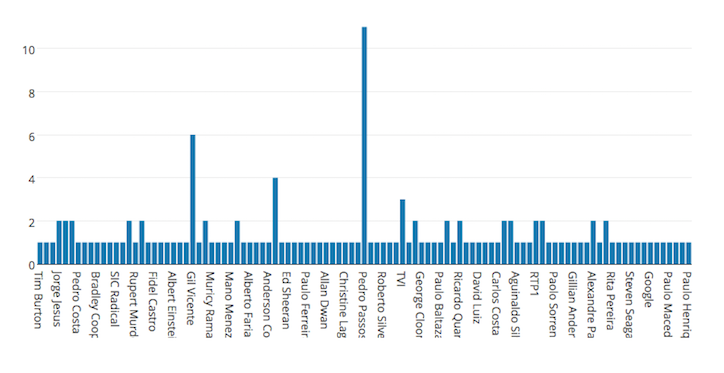 10
8
6
4
2
0
Tim Burton
Jorge Jesus
Pedro Costa
Bradley Coop
SIC Radical
Rupert Murd
Fidel Castro
Albert Einstei
Gil Vicente
Muricy Rama
Mano Menez
Alberto Faria
Anderson Co
Ed Sheeran
Paulo Ferreir
Allan Dwan
Christine Lag
Pedro Passos
Roberto Silve
TVI
George Cloor
Paulo Baltaza
Ricardo Quar
David Luiz
Carlos Costa
Aguinaldo Sil
RTP1
Paolo Sorren
Gillian Ander
Alexandre Pa
Rita Pereira
Steven Seaga
Google
Paulo Maced
Paulo Henriq